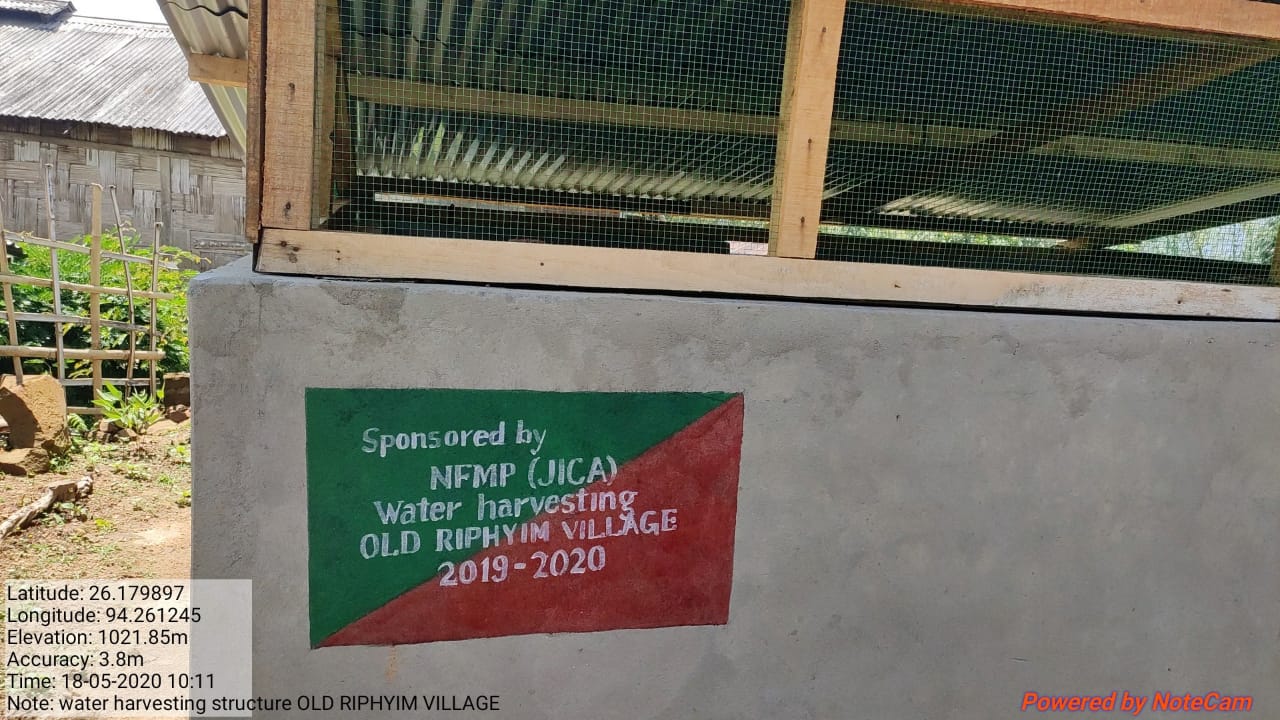 Sponsored by
NFMP (JICA)
Water harvesting
OLD RIPHYIM VILLAGE
2019-2020
Latitude: 26.179897
Longitude: 94.261245
Elevation: 1021.85m
Accuracy: 3.8m
Time: 18-05-2020 10:11
Note: water harvesting structure OLD RIPHYIM VILLAGE
Powered by NoteCam